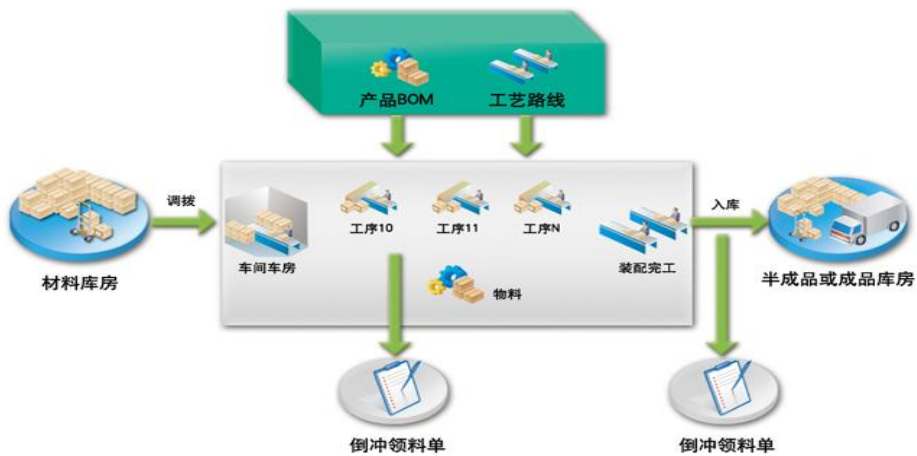 产品BOM
工艺路线
调拨
入库
工序10
工序11
工序N
车间车房
装配完工
材料库房
半成品或成品库房
物料
倒冲领料单
倒冲领料单